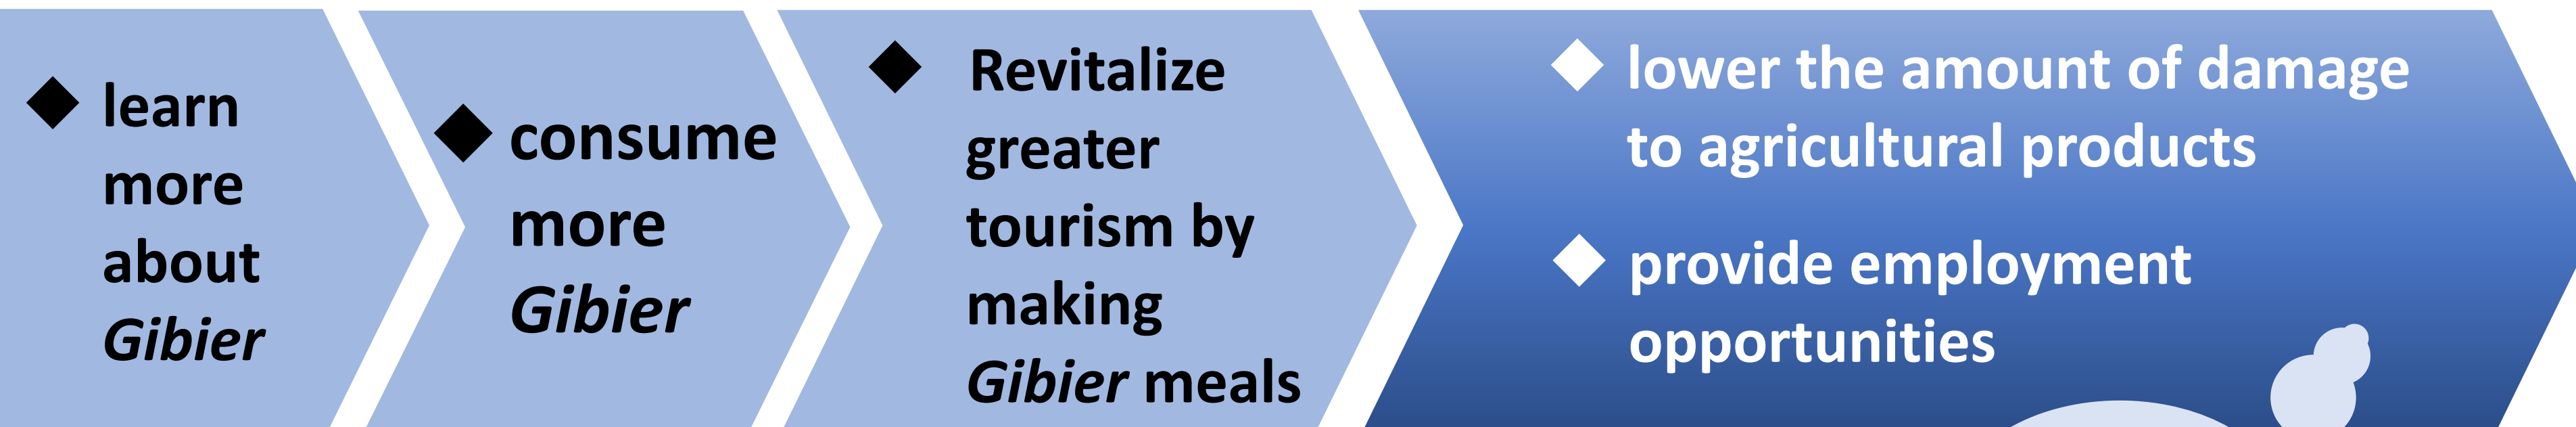 ◆ learn
more
about
Gibier
◆ consume
more
Gibier
◆ Revitalize
greater
tourism by
making
Gibier meals
◆ lower the amount of damage
to agricultural products
◆ provide employment
opportunities